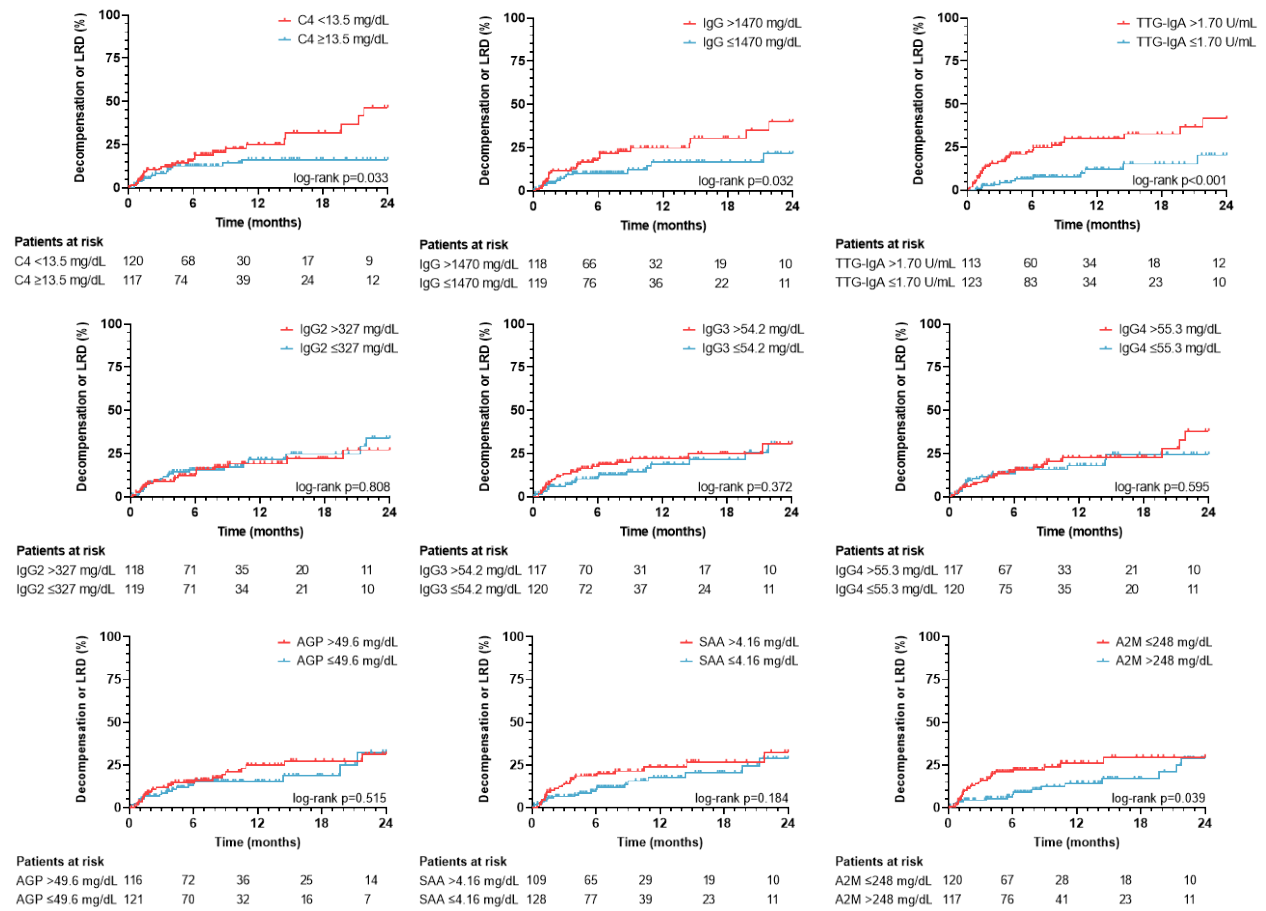 Decompensation or LRD (%)
100
75
50
25
0
C4 <13.5 mg/dL
C4 ≥13.5 mg/dL
log-rank p=0.033
0 6 12 18 24
Time (months)
Patients at risk
C4 <13.5 mg/dL 120 68 30 17 9
C4 ≥13.5 mg/dL 117 74 39 24 12
Decompensation or LRD (%)
100
75
50
25
0
IgG >1470 mg/dL
IgG ≤1470 mg/dL
log-rank p=0.032
0 6 12 18 24
Time (months)
Patients at risk
IgG >1470 mg/dL 118 66 32 19 10
IgG ≤1470 mg/dL 119 76 36 22 11
Decompensation or LRD (%)
100
75
50
25
0
TTG-IgA >1.70 U/mL
TTG-IgA ≤1.70 U/mL
log-rank p<0.001
0 6 12 18 24
Time (months)
Patients at risk
TTG-IgA >1.70 U/mL 113 60 34 18 12
TTG-IgA ≤1.70 U/mL 123 83 34 23 10
Decompensation or LRD (%)
100
75
50
25
0
IgG2 >327 mg/dL
IgG2 ≤327 mg/dL
log-rank p=0.808
0 6 12 18 24
Time (months)
Patients at risk
IgG2 >327 mg/dL 118 71 35 20 11
IgG2 ≤327 mg/dL 119 71 34 21 10
Decompensation or LRD (%)
100
75
50
25
0
IgG3 >54.2 mg/dL
IgG3 ≤54.2 mg/dL
log-rank p=0.372
0 6 12 18 24
Time (months)
Patients at risk
IgG3 >54.2 mg/dL 117 70 31 17 10
IgG3 ≤54.2 mg/dL 120 72 37 24 11
Decompensation or LRD (%)
100
75
50
25
0
IgG4 >55.3 mg/dL
IgG4 ≤55.3 mg/dL
log-rank p=0.595
0 6 12 18 24
Time (months)
Patients at risk
IgG4 >55.3 mg/dL 117 67 33 21 10
IgG4 ≤55.3 mg/dL 120 75 35 20 11
Decompensation or LRD (%)
100
75
50
25
0
AGP >49.6 mg/dL
AGP ≤49.6 mg/dL
log-rank p=0.515
0 6 12 18 24
Time (months)
Patients at risk
AGP >49.6 mg/dL 116 72 36 25 14
AGP ≤49.6 mg/dL 121 70 32 16 7
Decompensation or LRD (%)
100
75
50
25
0
SAA >4.16 mg/dL
SAA ≤4.16 mg/dL
log-rank p=0.184
0 6 12 18 24
Time (months)
Patients at risk
SAA >4.16 mg/dL 109 65 29 19 10
SAA ≤4.16 mg/dL 128 77 39 23 11
Decompensation or LRD (%)
100
75
50
25
0
A2M ≤248 mg/dL
A2M >248 mg/dL
log-rank p=0.039
0 6 12 18 24
Time (months)
Patients at risk
A2M ≤248 mg/dL 120 67 28 18 10
A2M >248 mg/dL 117 76 41 23 11